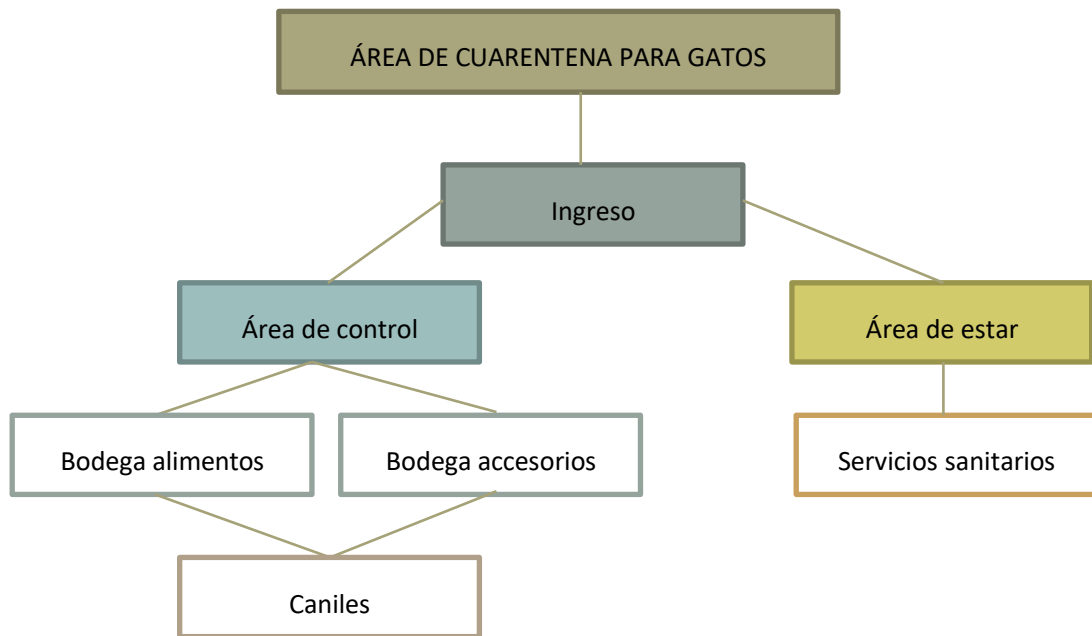 ÁREA DE CUARENTENA PARA GATOS
Ingreso
Área de control
Área de estar
Bodega alimentos
Bodega accesorios
Servicios sanitarios
Caniles